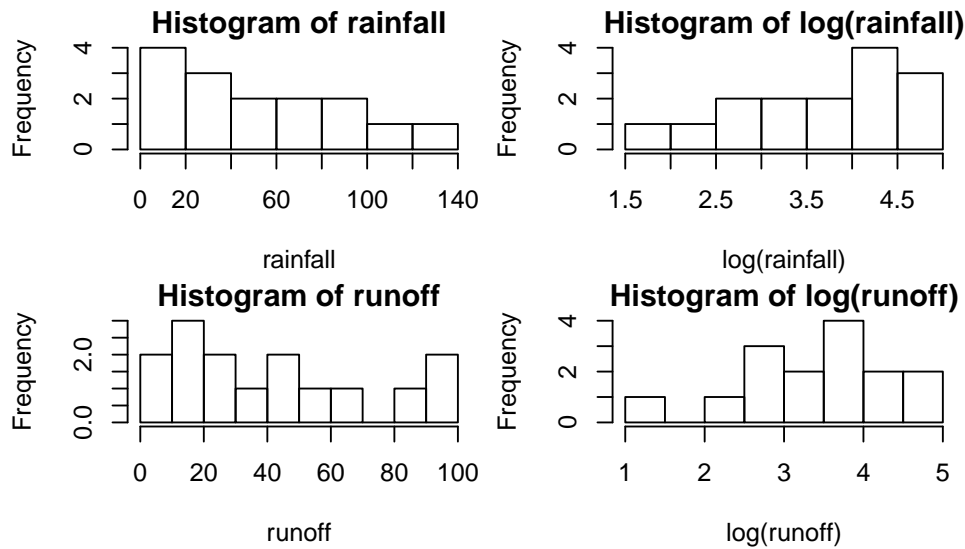 Histogram of rainfall
Frequency
0 2 4
0 20 60 100 140
rainfall
Histogram of log(rainfall)
Frequency
0 2 4
1.5 2.5 3.5 4.5
log(rainfall)
Histogram of runoff
Frequency
0.0 2.0
0 20 40 60 80 100
runoff
Histogram of log(runoff)
Frequency
0 2 4
1 2 3 4 5
log(runoff)